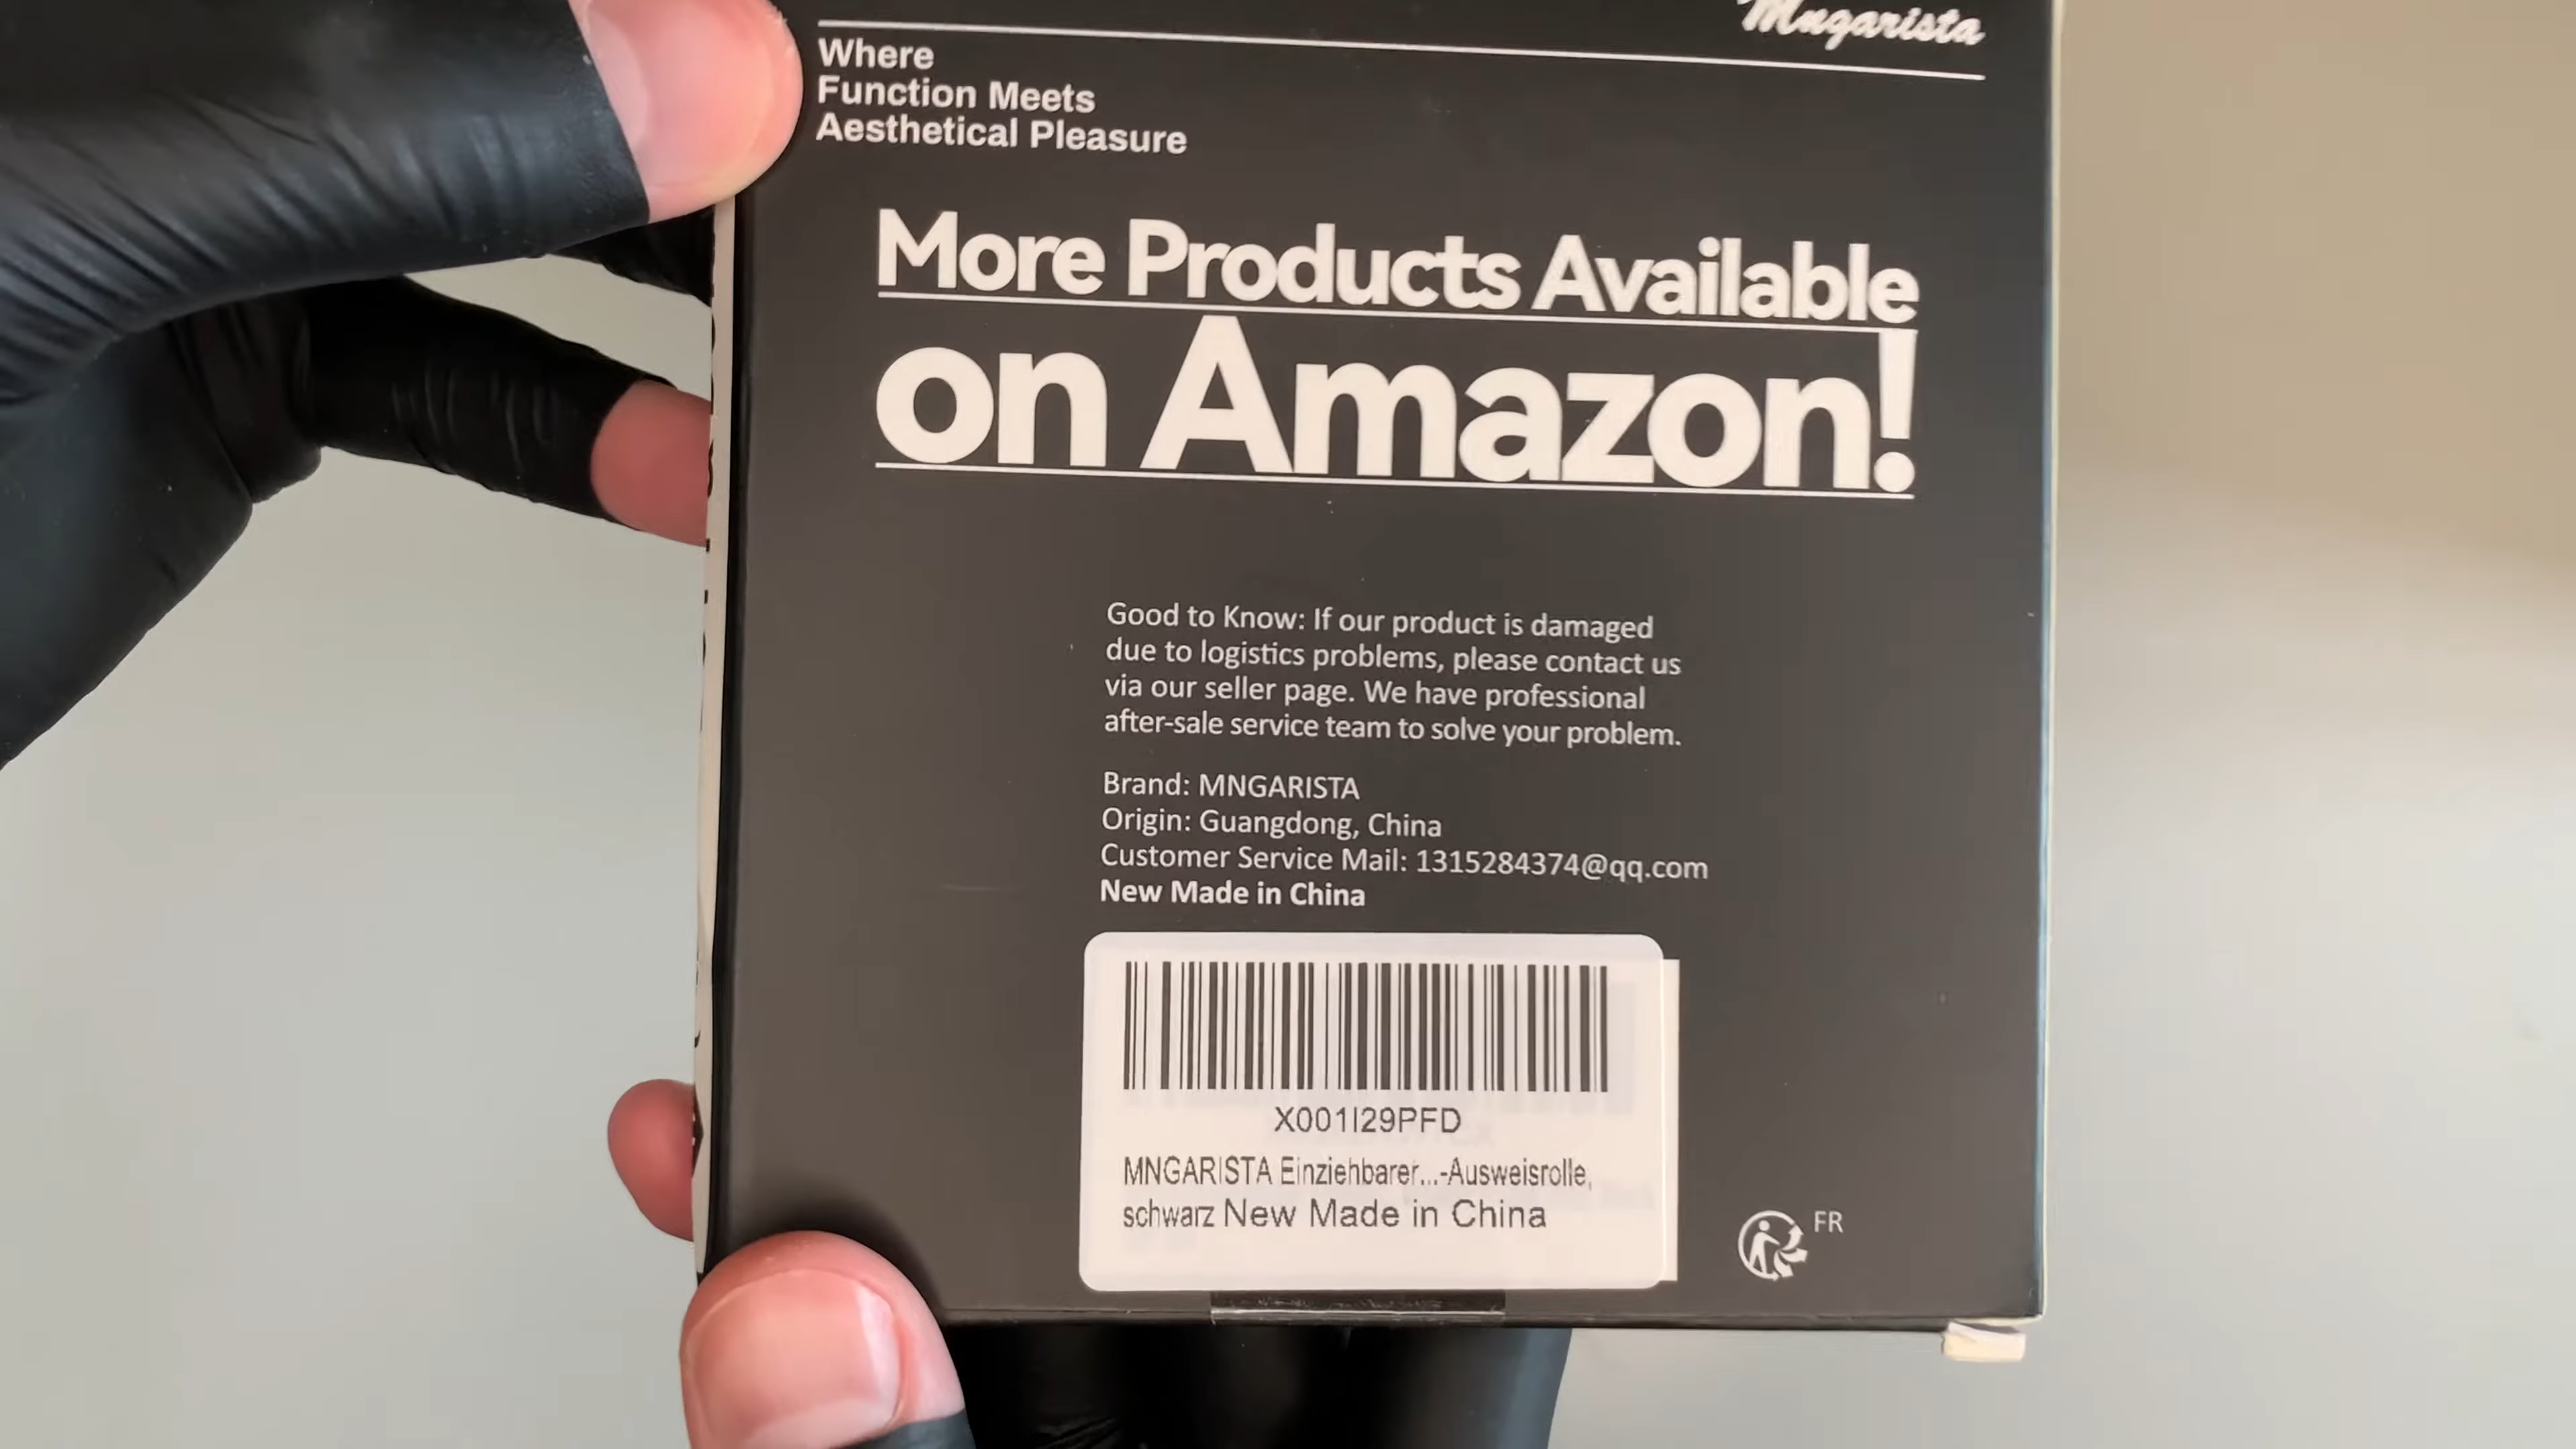 Mngarista
Where
Function Meets
Aesthetical Pleasure
More Products Available
on Amazon!
Good to Know: If our product is damaged
due to logistics problems, please contact us
via our seller page. We have professional
after-sale service team to solve your problem.
Brand: MNGARISTA
Origin: Guangdong, China
Customer Service Mail: 1315284374@qq.com
New Made in China
X001I29PFD
MNGARISTA Einziehbarer...-Ausweisrolle,
schwarz New Made in China
FR